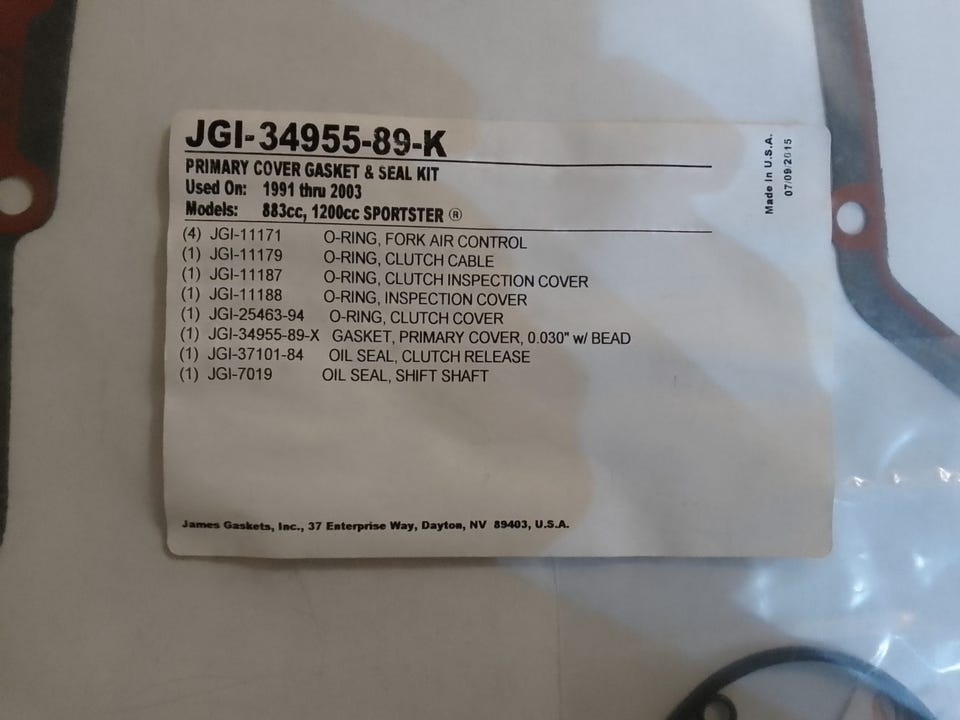 JGI-34955-89-K
PRIMARY COVER GASKET & SEAL KIT
Used On: 1991 thru 2003
Models: 883cc, 1200cc SPORTSTER ®
(4) JGI-11171 O-RING, FORK AIR CONTROL
(1) JGI-11179 O-RING, CLUTCH CABLE
(1) JGI-11187 O-RING, CLUTCH INSPECTION COVER
(1) JGI-11188 O-RING, INSPECTION COVER
(1) JGI-25463-94 O-RING, CLUTCH COVER
(1) JGI-34955-89-X GASKET, PRIMARY COVER, 0.030" w/ BEAD
(1) JGI-37101-84 OIL SEAL, CLUTCH RELEASE
(1) JGI-7019 OIL SEAL, SHIFT SHAFT
James Gaskets, Inc., 37 Enterprise Way, Dayton, NV 89403, U.S.A.
Made In U.S.A.
07/09/2015